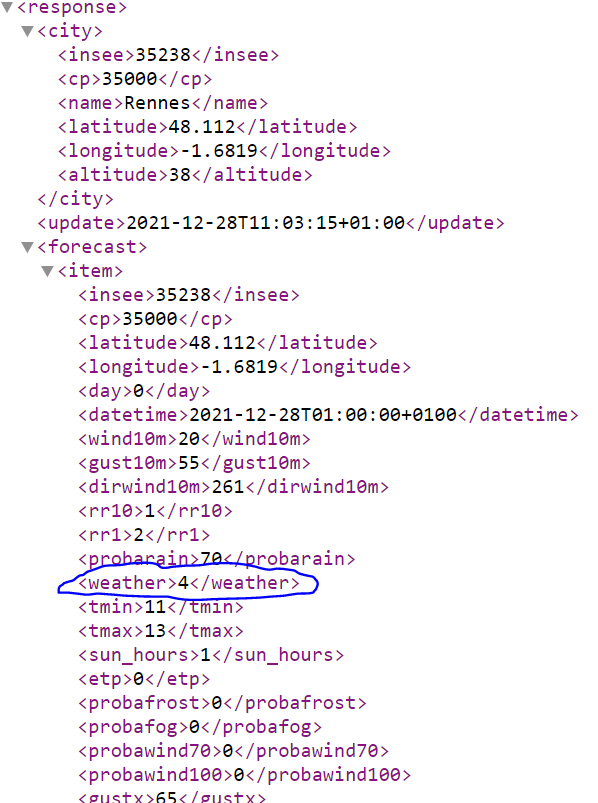 <response>
<city>
<insee>35238</insee>
<cp>35000</cp>
<name>Rennes</name>
<latitude>48.112</latitude>
<longitude>-1.6819</longitude>
<altitude>38</altitude>
</city>
<update>2021-12-28T11:03:15+01:00</update>
<forecast>
<item>
<insee>35238</insee>
<cp>35000</cp>
<latitude>48.112</latitude>
<longitude>-1.6819</longitude>
<day>0</day>
<datetime>2021-12-28T01:00:00+0100</datetime>
<wind10m>20</wind10m>
<gust10m>55</gust10m>
<dirwind10m>261</dirwind10m>
<rr10>1</rr10>
<rr1>2</rr1>
<probarain>70</probarain>
<weather>4</weather>
<tmin>11</tmin>
<tmax>13</tmax>
<sun_hours>1</sun_hours>
<etp>0</etp>
<probafrost>0</probafrost>
<probafog>0</probafog>
<probawind70>0</probawind70>
<probawind100>0</probawind100>
<gustx>65</gustx>